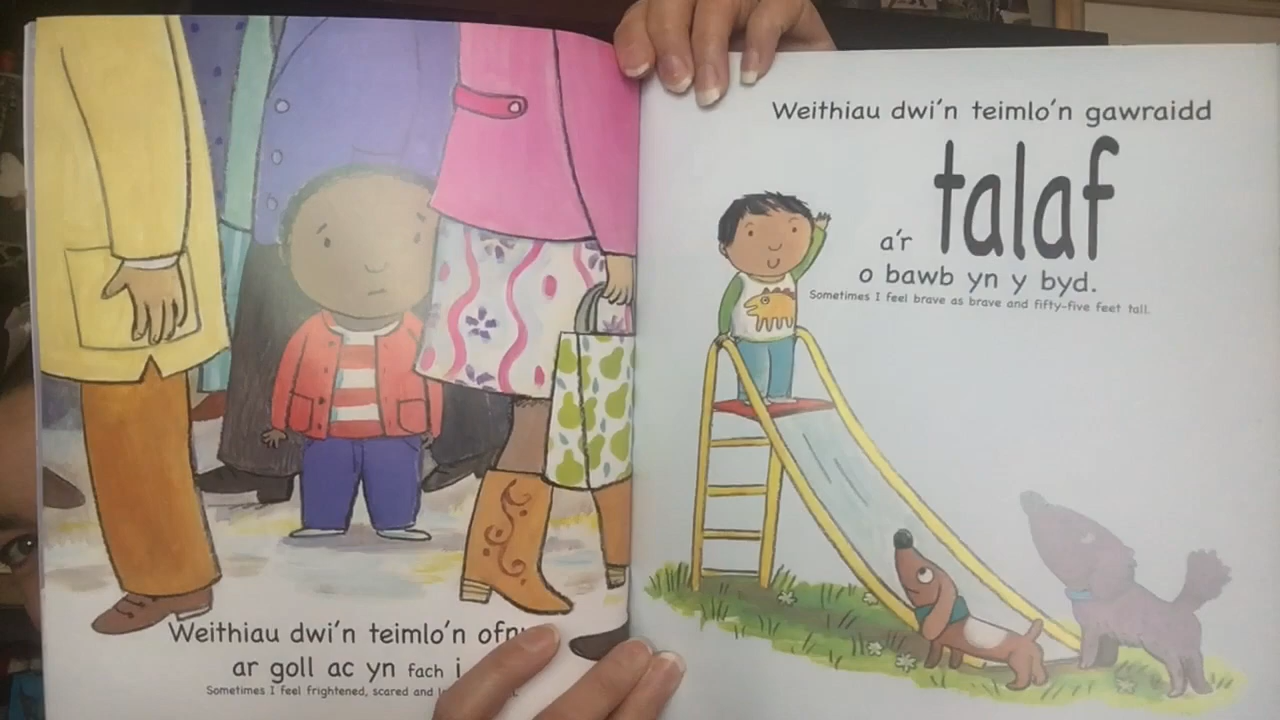 Weithiau dwi'n teimlo'n
ar goll ac yn fach
Sometimes I feel frightened, scared and
Weithiau dwi'n teimlo'n gawraidd
a'r talaf
o bawb yn y byd.
Sometimes I feel brave as brave and fifty-five feet tall.